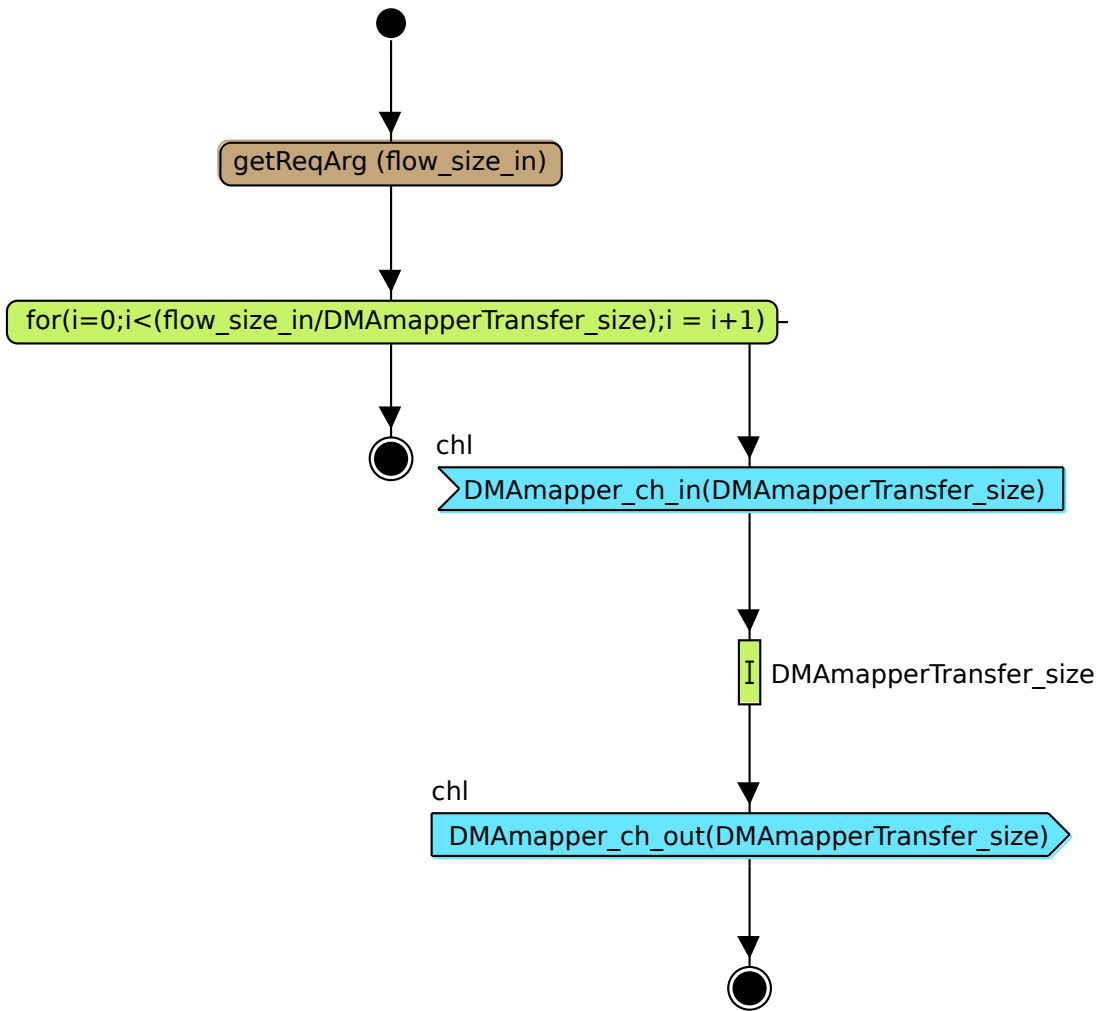 getReqArg (flow_size_in)
for(i=0;i<(flow_size_in/DMAmapperTransfer_size);i = i+1)
chl
DMAmapper_ch_in(DMAmapperTransfer_size)
I DMAmapperTransfer_size
chl
DMAmapper_ch_out(DMAmapperTransfer_size)